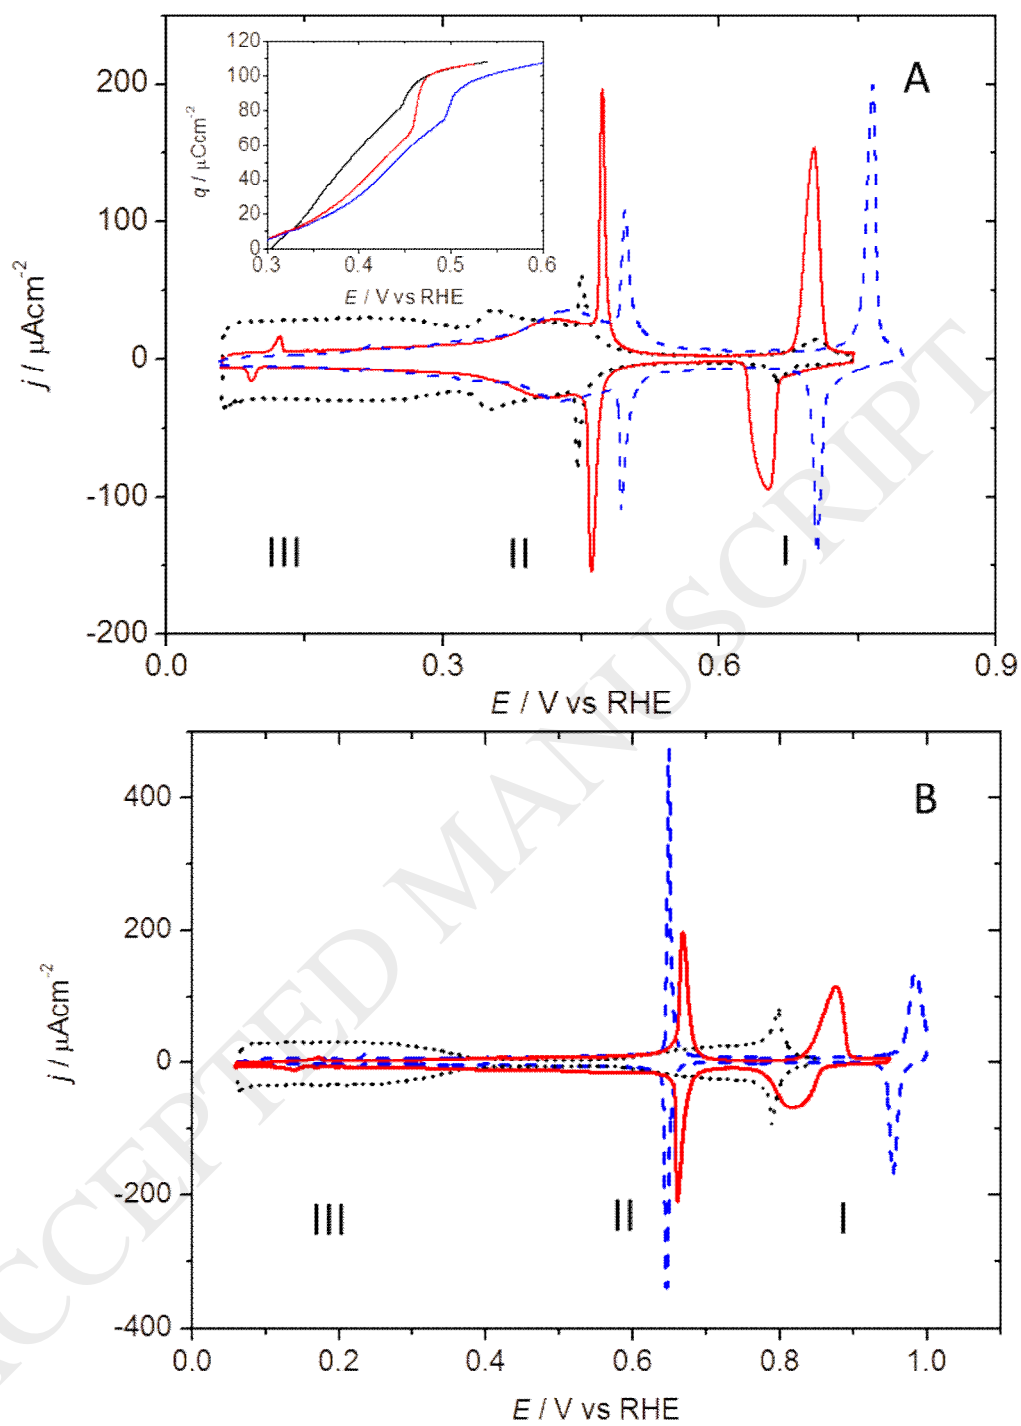 A
200
100
0
-100
-200
j / μAcm-2
0.0
0.3
0.6
0.9
E / V vs RHE
III
II
I
120
100
80
60
40
20
0
q / μCcm-2
0.3
0.4
0.5
0.6
E / V vs RHE
B
400
200
0
-200
-400
j / μAcm-2
III
II
I
0.0
0.2
0.4
0.6
0.8
1.0
E / V vs RHE
ACCEPTED MANUSCRIPT